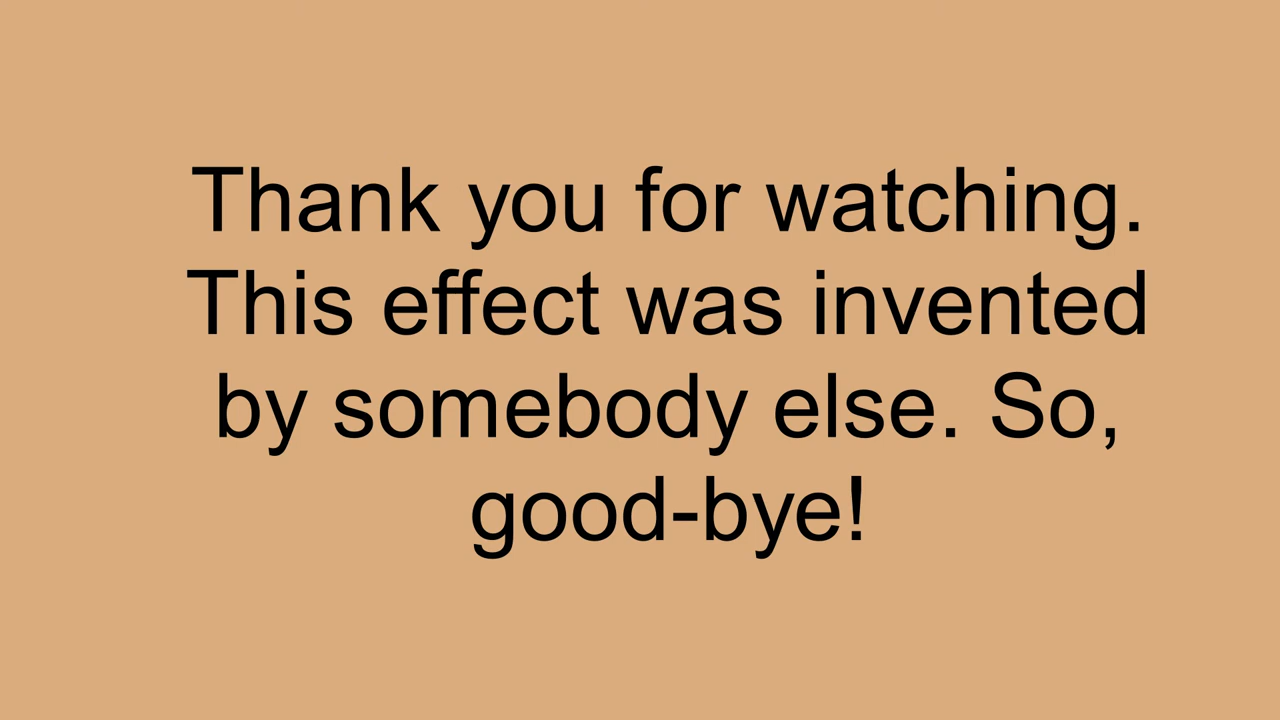 Thank you for watching.
This effect was invented
by somebody else. So,
good-bye!